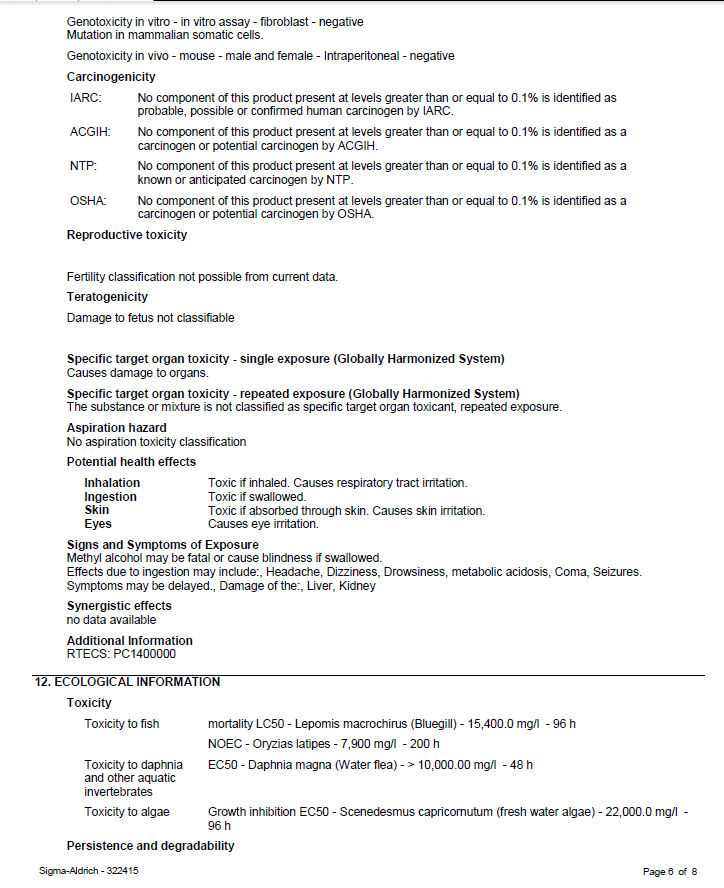 Genotoxicity in vitro - in vitro assay - fibroblast - negative
Mutation in mammalian somatic cells.
Genotoxicity in vivo - mouse - male and female - Intraperitoneal - negative
Carcinogenicity
IARC: No component of this product present at levels greater than or equal to 0.1% is identified as
probable, possible or confirmed human carcinogen by IARC.
ACGIH: No component of this product present at levels greater than or equal to 0.1% is identified as a
carcinogen or potential carcinogen by ACGIH.
NTP: No component of this product present at levels greater than or equal to 0.1% is identified as a
known or anticipated carcinogen by NTP.
OSHA: No component of this product present at levels greater than or equal to 0.1% is identified as a
carcinogen or potential carcinogen by OSHA.
Reproductive toxicity
Fertility classification not possible from current data.
Teratogenicity
Damage to fetus not classifiable
Specific target organ toxicity - single exposure (Globally Harmonized System)
Causes damage to organs.
Specific target organ toxicity - repeated exposure (Globally Harmonized System)
The substance or mixture is not classified as specific target organ toxicant, repeated exposure.
Aspiration hazard
No aspiration toxicity classification
Potential health effects
Inhalation Toxic if inhaled. Causes respiratory tract irritation.
Ingestion Toxic if swallowed.
Skin Toxic if absorbed through skin. Causes skin irritation.
Eyes Causes eye irritation.
Signs and Symptoms of Exposure
Methyl alcohol may be fatal or cause blindness if swallowed.
Effects due to ingestion may include:, Headache, Dizziness, Drowsiness, metabolic acidosis, Coma, Seizures.
Symptoms may be delayed., Damage of the:, Liver, Kidney
Synergistic effects
no data available
Additional Information
RTECS: PC1400000
12. ECOLOGICAL INFORMATION
Toxicity
Toxicity to fish mortality LC50 - Lepomis macrochirus (Bluegill) - 15,400.0 mg/l - 96 h
NOEC - Oryzias latipes - 7,900 mg/l - 200 h
Toxicity to daphnia EC50 - Daphnia magna (Water flea) - > 10,000.00 mg/l - 48 h
and other aquatic
invertebrates
Toxicity to algae Growth inhibition EC50 - Scenedesmus capricornutum (fresh water algae) - 22,000.0 mg/l -
96 h
Persistence and degradability
Sigma-Aldrich - 322415 Page 6 of 8